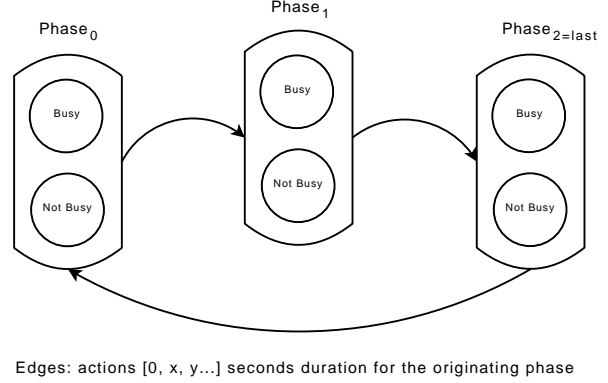 Phase0
Phase1
Phase2=last
Busy
Busy
Busy
Not Busy
Not Busy
Not Busy
Edges: actions [0, x, y...] seconds duration for the originating phase